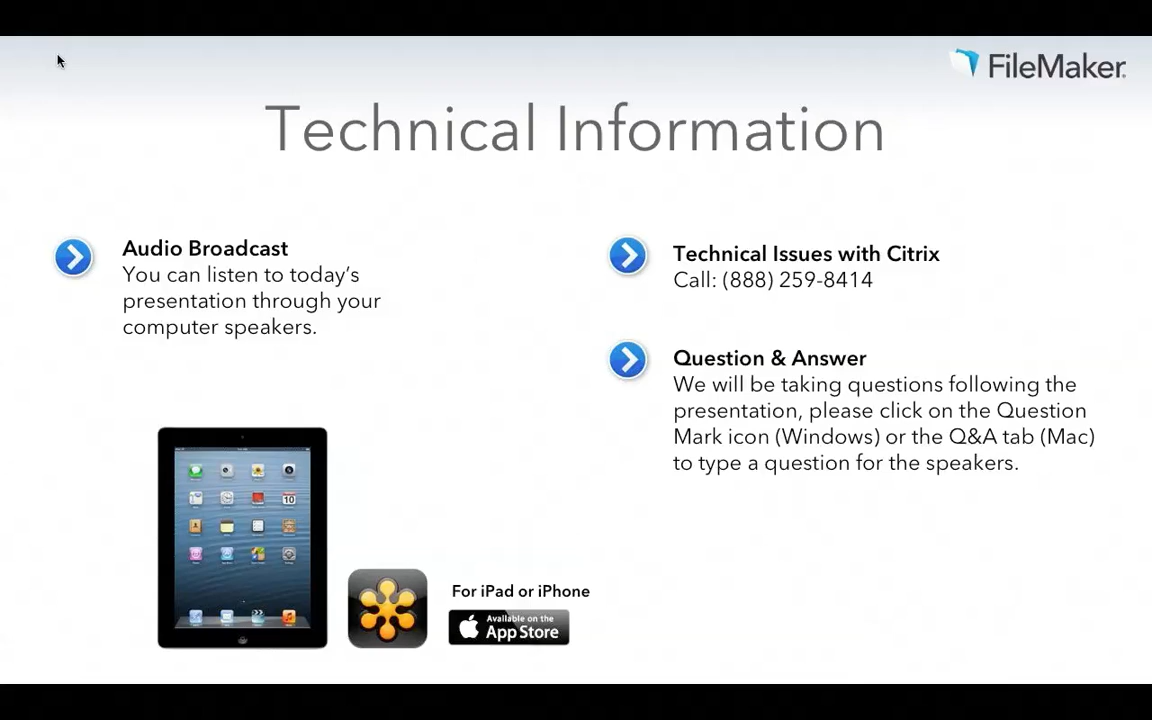 FileMaker
Technical Information
Audio Broadcast
You can listen to today's
presentation through your
computer speakers.
Technical Issues with Citrix
Call: (888) 259-8414
Question & Answer
We will be taking questions following the
presentation, please click on the Question
Mark icon (Windows) or the Q&A tab (Mac)
to type a question for the speakers.
10
For iPad or iPhone
Available on the
App Store